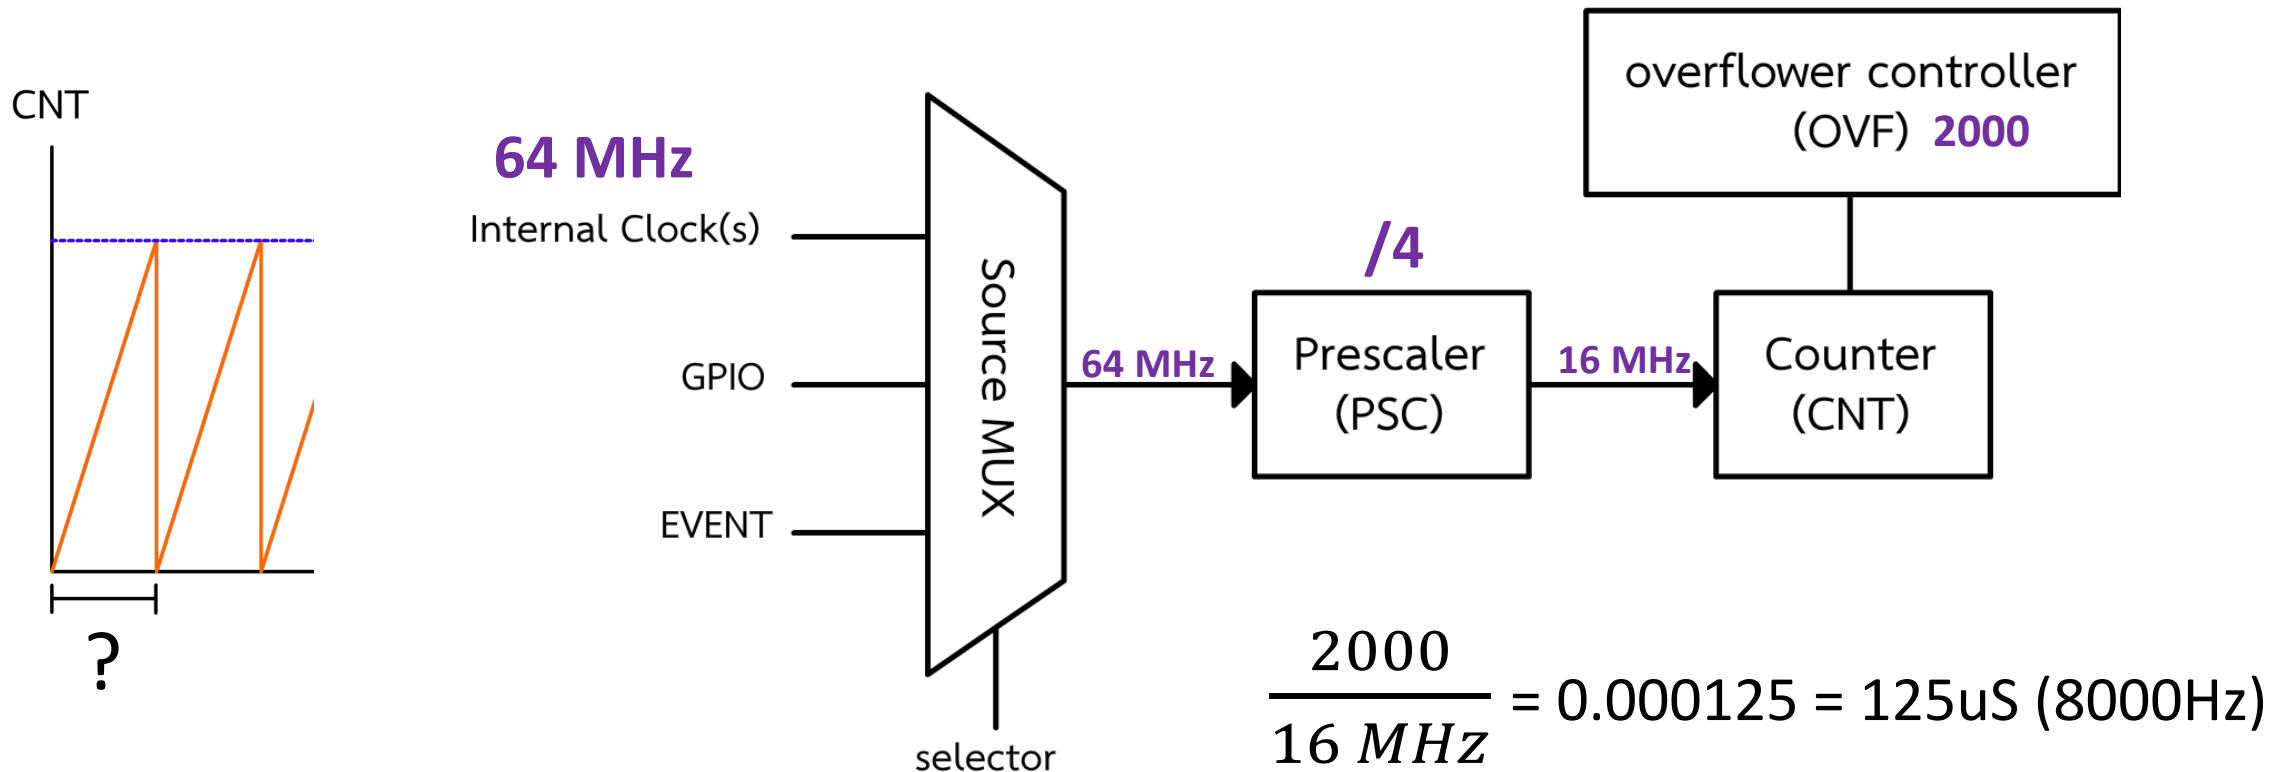 CNT
?
64 MHz
Internal Clock(s)
GPIO
EVENT
Source MUX
selector
64 MHz
/4
Prescaler
(PSC)
16 MHz
overflower controller
(OVF) 2000
Counter
(CNT)
2000
16 MHz
= 0.000125 = 125uS (8000Hz)